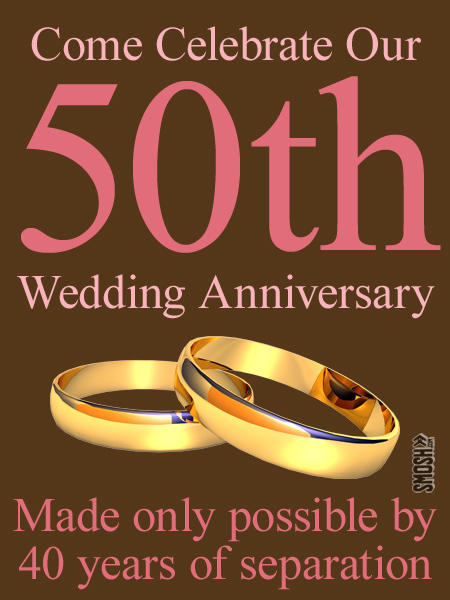 Come Celebrate Our
50th
Wedding Anniversary
SMOSH
Made only possible by
40 years of separation